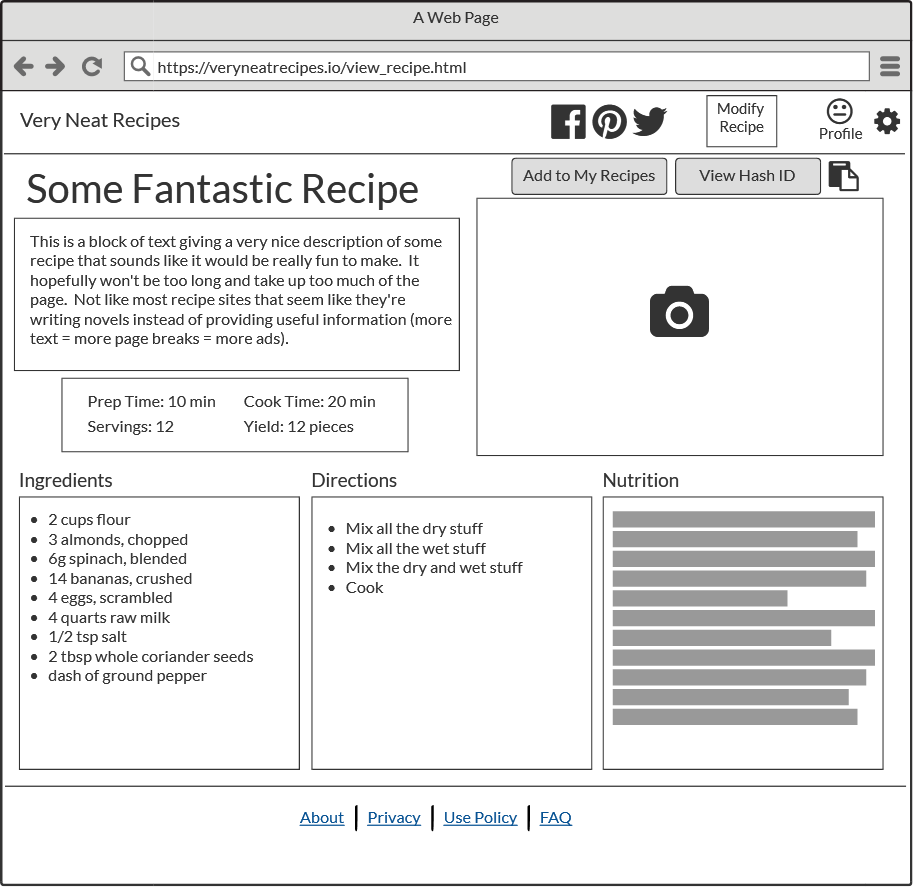 A Web Page
https://veryneatrecipes.io/view_recipe.html
Very Neat Recipes
Modify
Recipe
Profile
Some Fantastic Recipe
Add to My Recipes
View Hash ID
This is a block of text giving a very nice description of some
recipe that sounds like it would be really fun to make. It
hopefully won't be too long and take up too much of the
page. Not like most recipe sites that seem like they're
writing novels instead of providing useful information (more
text = more page breaks = more ads).
Prep Time: 10 min
Cook Time: 20 min
Servings: 12
Yield: 12 pieces
Ingredients
• 2 cups flour
• 3 almonds, chopped
• 6g spinach, blended
• 14 bananas, crushed
• 4 eggs, scrambled
• 4 quarts raw milk
• 1/2 tsp salt
• 2 tbsp whole coriander seeds
• dash of ground pepper
Directions
• Mix all the dry stuff
• Mix all the wet stuff
• Mix the dry and wet stuff
• Cook
Nutrition
About | Privacy | Use Policy | FAQ